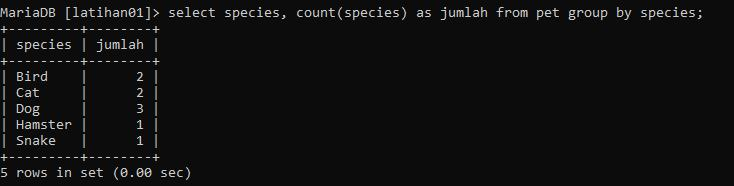 MariaDB [latihan01]> select species, count(species) as jumlah from pet group by species;
+---------+--------+
| species | jumlah |
+---------+--------+
| Bird    |      2 |
| Cat     |      2 |
| Dog     |      3 |
| Hamster |      1 |
| Snake   |      1 |
+---------+--------+
5 rows in set (0.00 sec)